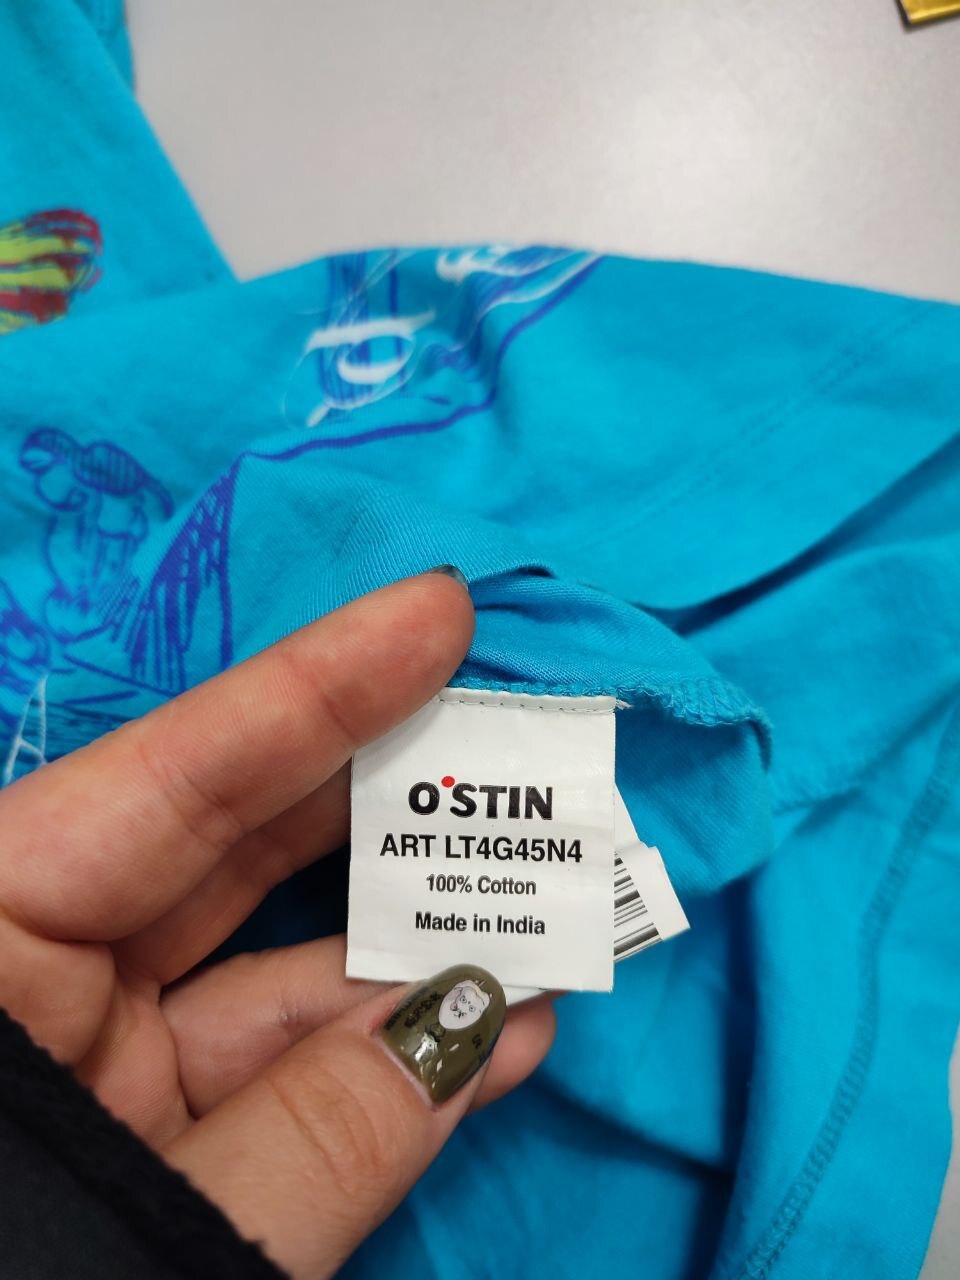 O'STIN
ART LT4G45N4
100% Cotton
Made in India